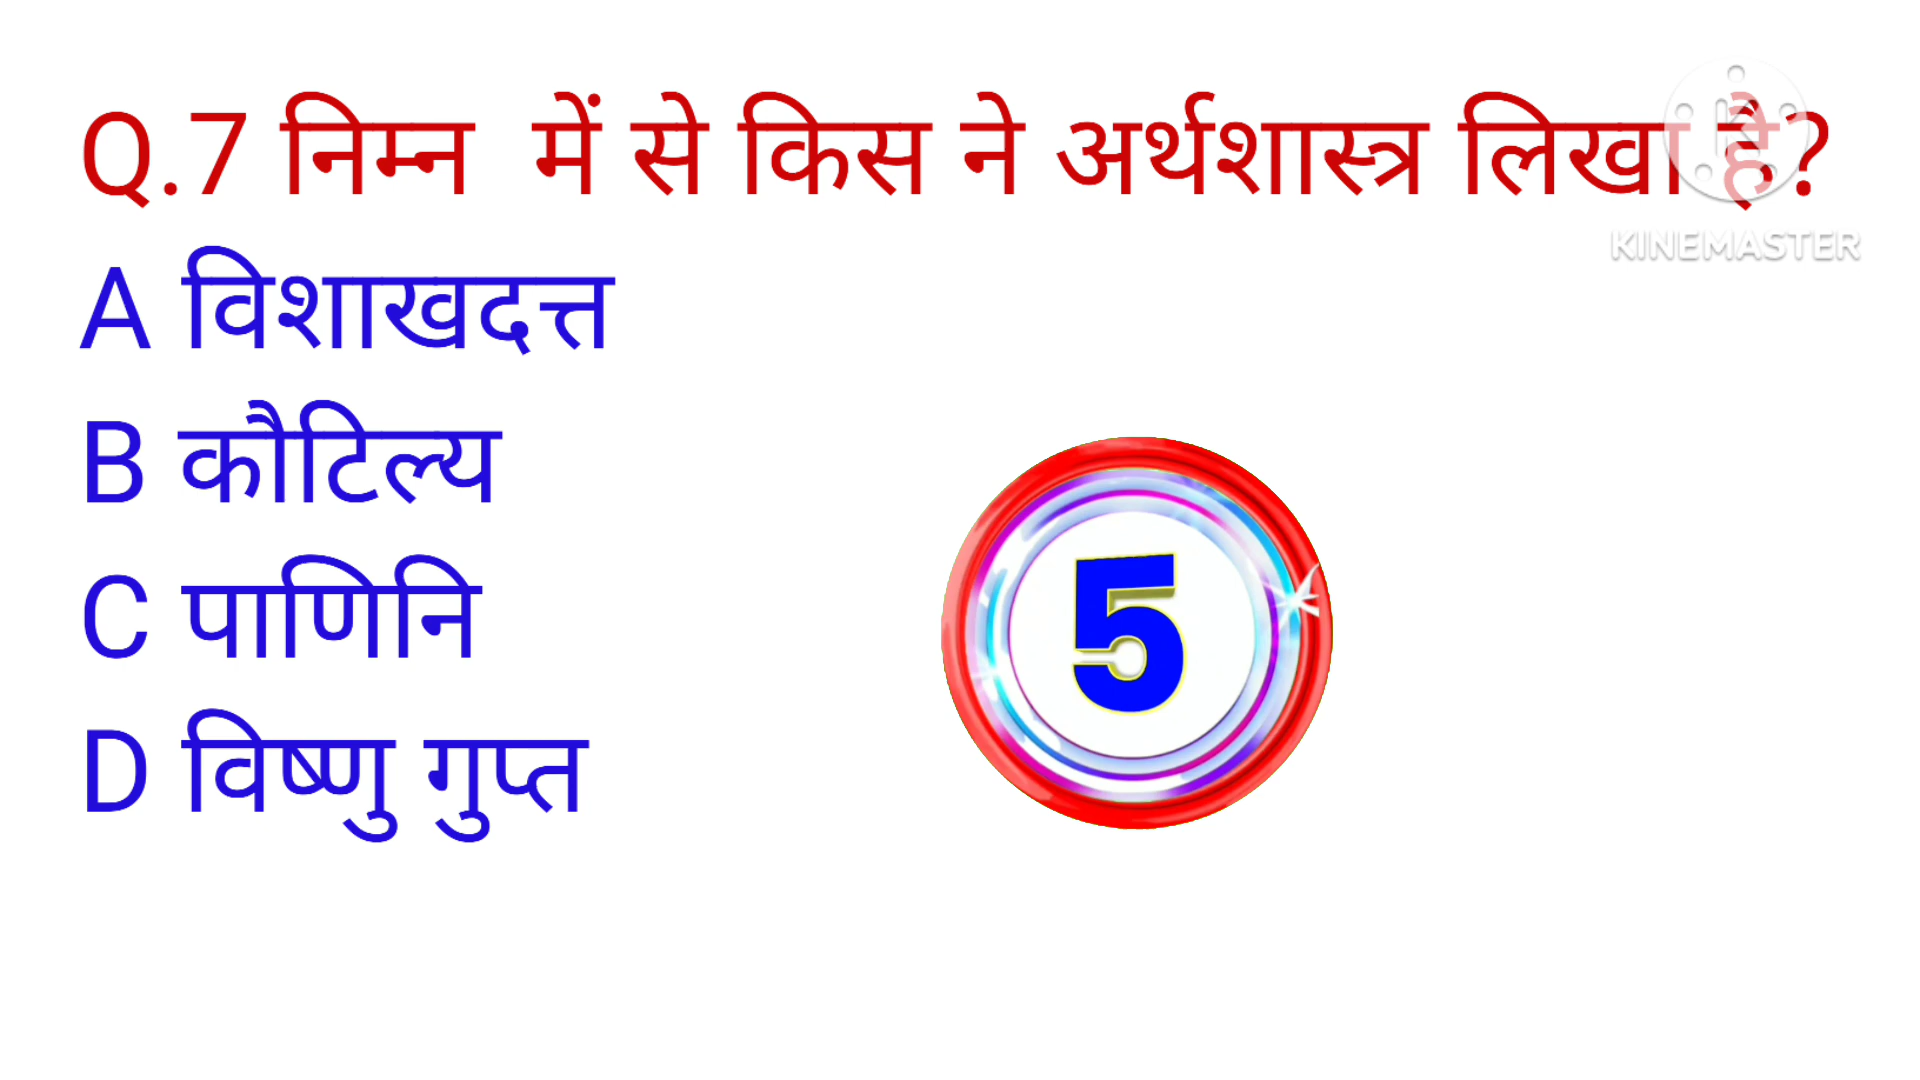 Q.7 निम्न  में से किस ने अर्थशास्त्र लिखा है?
KINEMASTER
A विशाखदत्त
B कौटिल्य
C पाणिनि
5
D विष्णु गुप्त